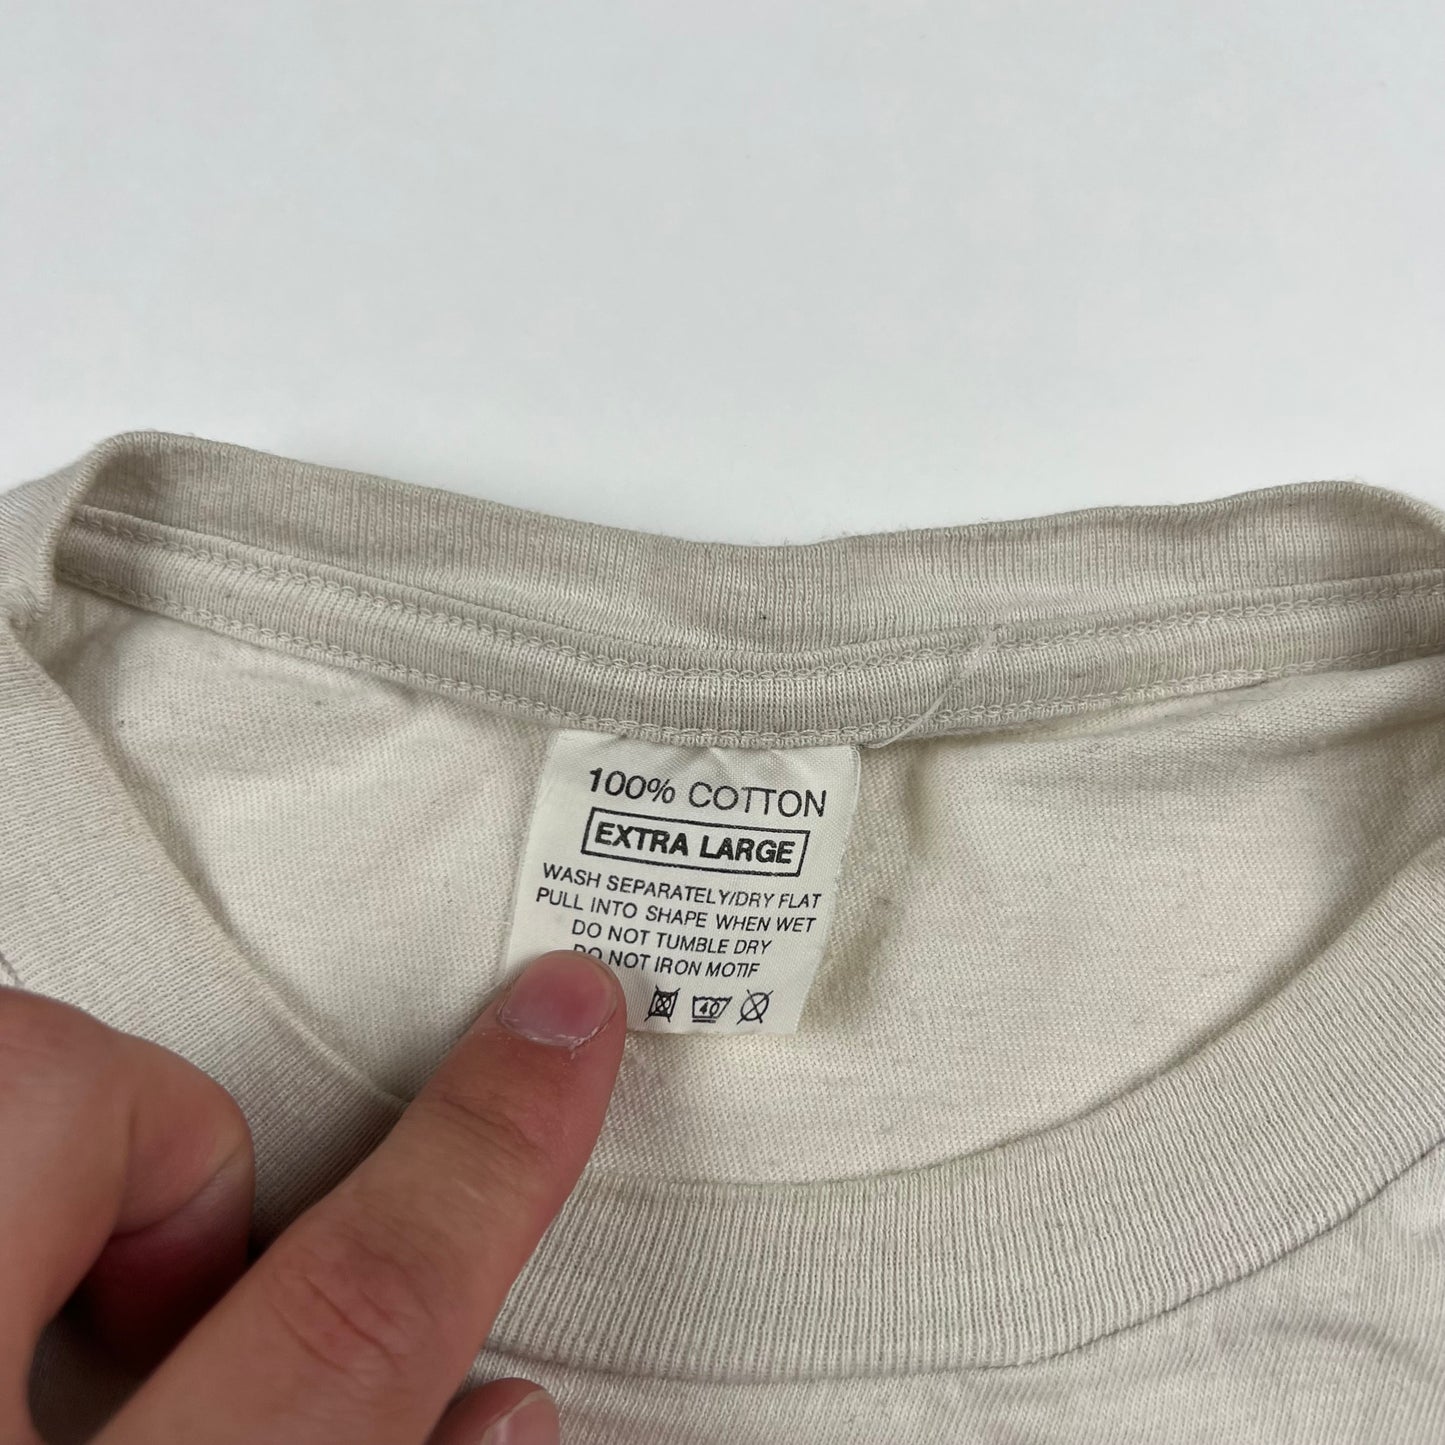 100% COTTON
EXTRA LARGE
WASH SEPARATELY/DRY FLAT
PULL INTO SHAPE WHEN WET
DO NOT TUMBLE DRY
DO NOT IRON MOTIF
40